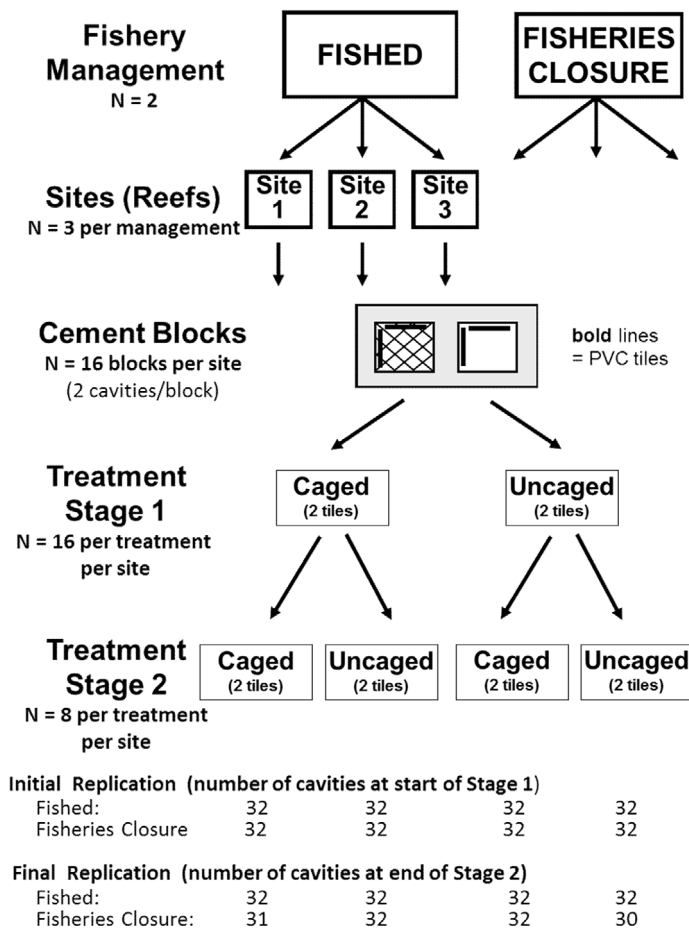 Fishery
Management
N = 2
FISHED
FISHERIES
CLOSURE
Sites (Reefs)
N = 3 per management
Site
1
Site
2
Site
3
Cement Blocks
N = 16 blocks per site
(2 cavities/block)
bold lines
= PVC tiles
Treatment
Stage 1
N = 16 per treatment
per site
Caged
(2 tiles)
Uncaged
(2 tiles)
Treatment
Stage 2
N = 8 per treatment
per site
Caged
(2 tiles)
Uncaged
(2 tiles)
Caged
(2 tiles)
Uncaged
(2 tiles)
Initial Replication (number of cavities at start of Stage 1)
Fished: 32 32 32 32
Fisheries Closure 32 32 32 32
Final Replication (number of cavities at end of Stage 2)
Fished: 32 32 32 32
Fisheries Closure: 31 32 32 30